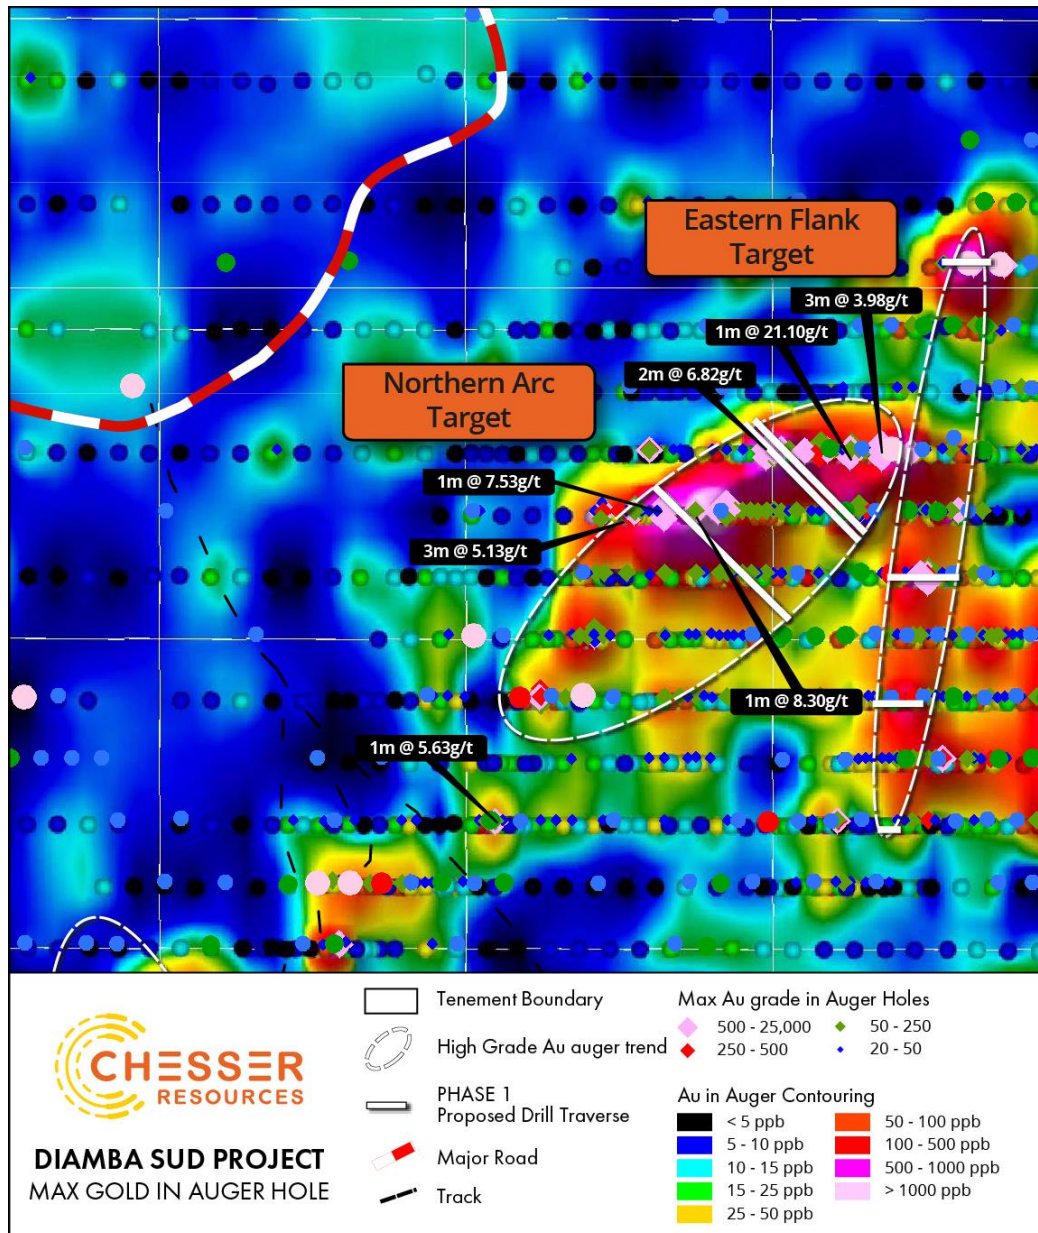 Eastern Flank
Target
3m @ 3.98g/t
1m @ 21.10g/t
2m @ 6.82g/t
Northern Arc
Target
1m @ 7.53g/t
3m @ 5.13g/t
1m @ 8.30g/t
1m @ 5.63g/t
CHESSER
RESOURCES
DIAMBA SUD PROJECT
MAX GOLD IN AUGER HOLE
Tenement Boundary
High Grade Au auger trend
PHASE 1
Proposed Drill Traverse
Major Road
Track
Max Au grade in Auger Holes
500 - 25,000
250 - 500
50 - 250
20 - 50
Au in Auger Contouring
< 5 ppb
5 - 10 ppb
10 - 15 ppb
15 - 25 ppb
25 - 50 ppb
50 - 100 ppb
100 - 500 ppb
500 - 1000 ppb
> 1000 ppb